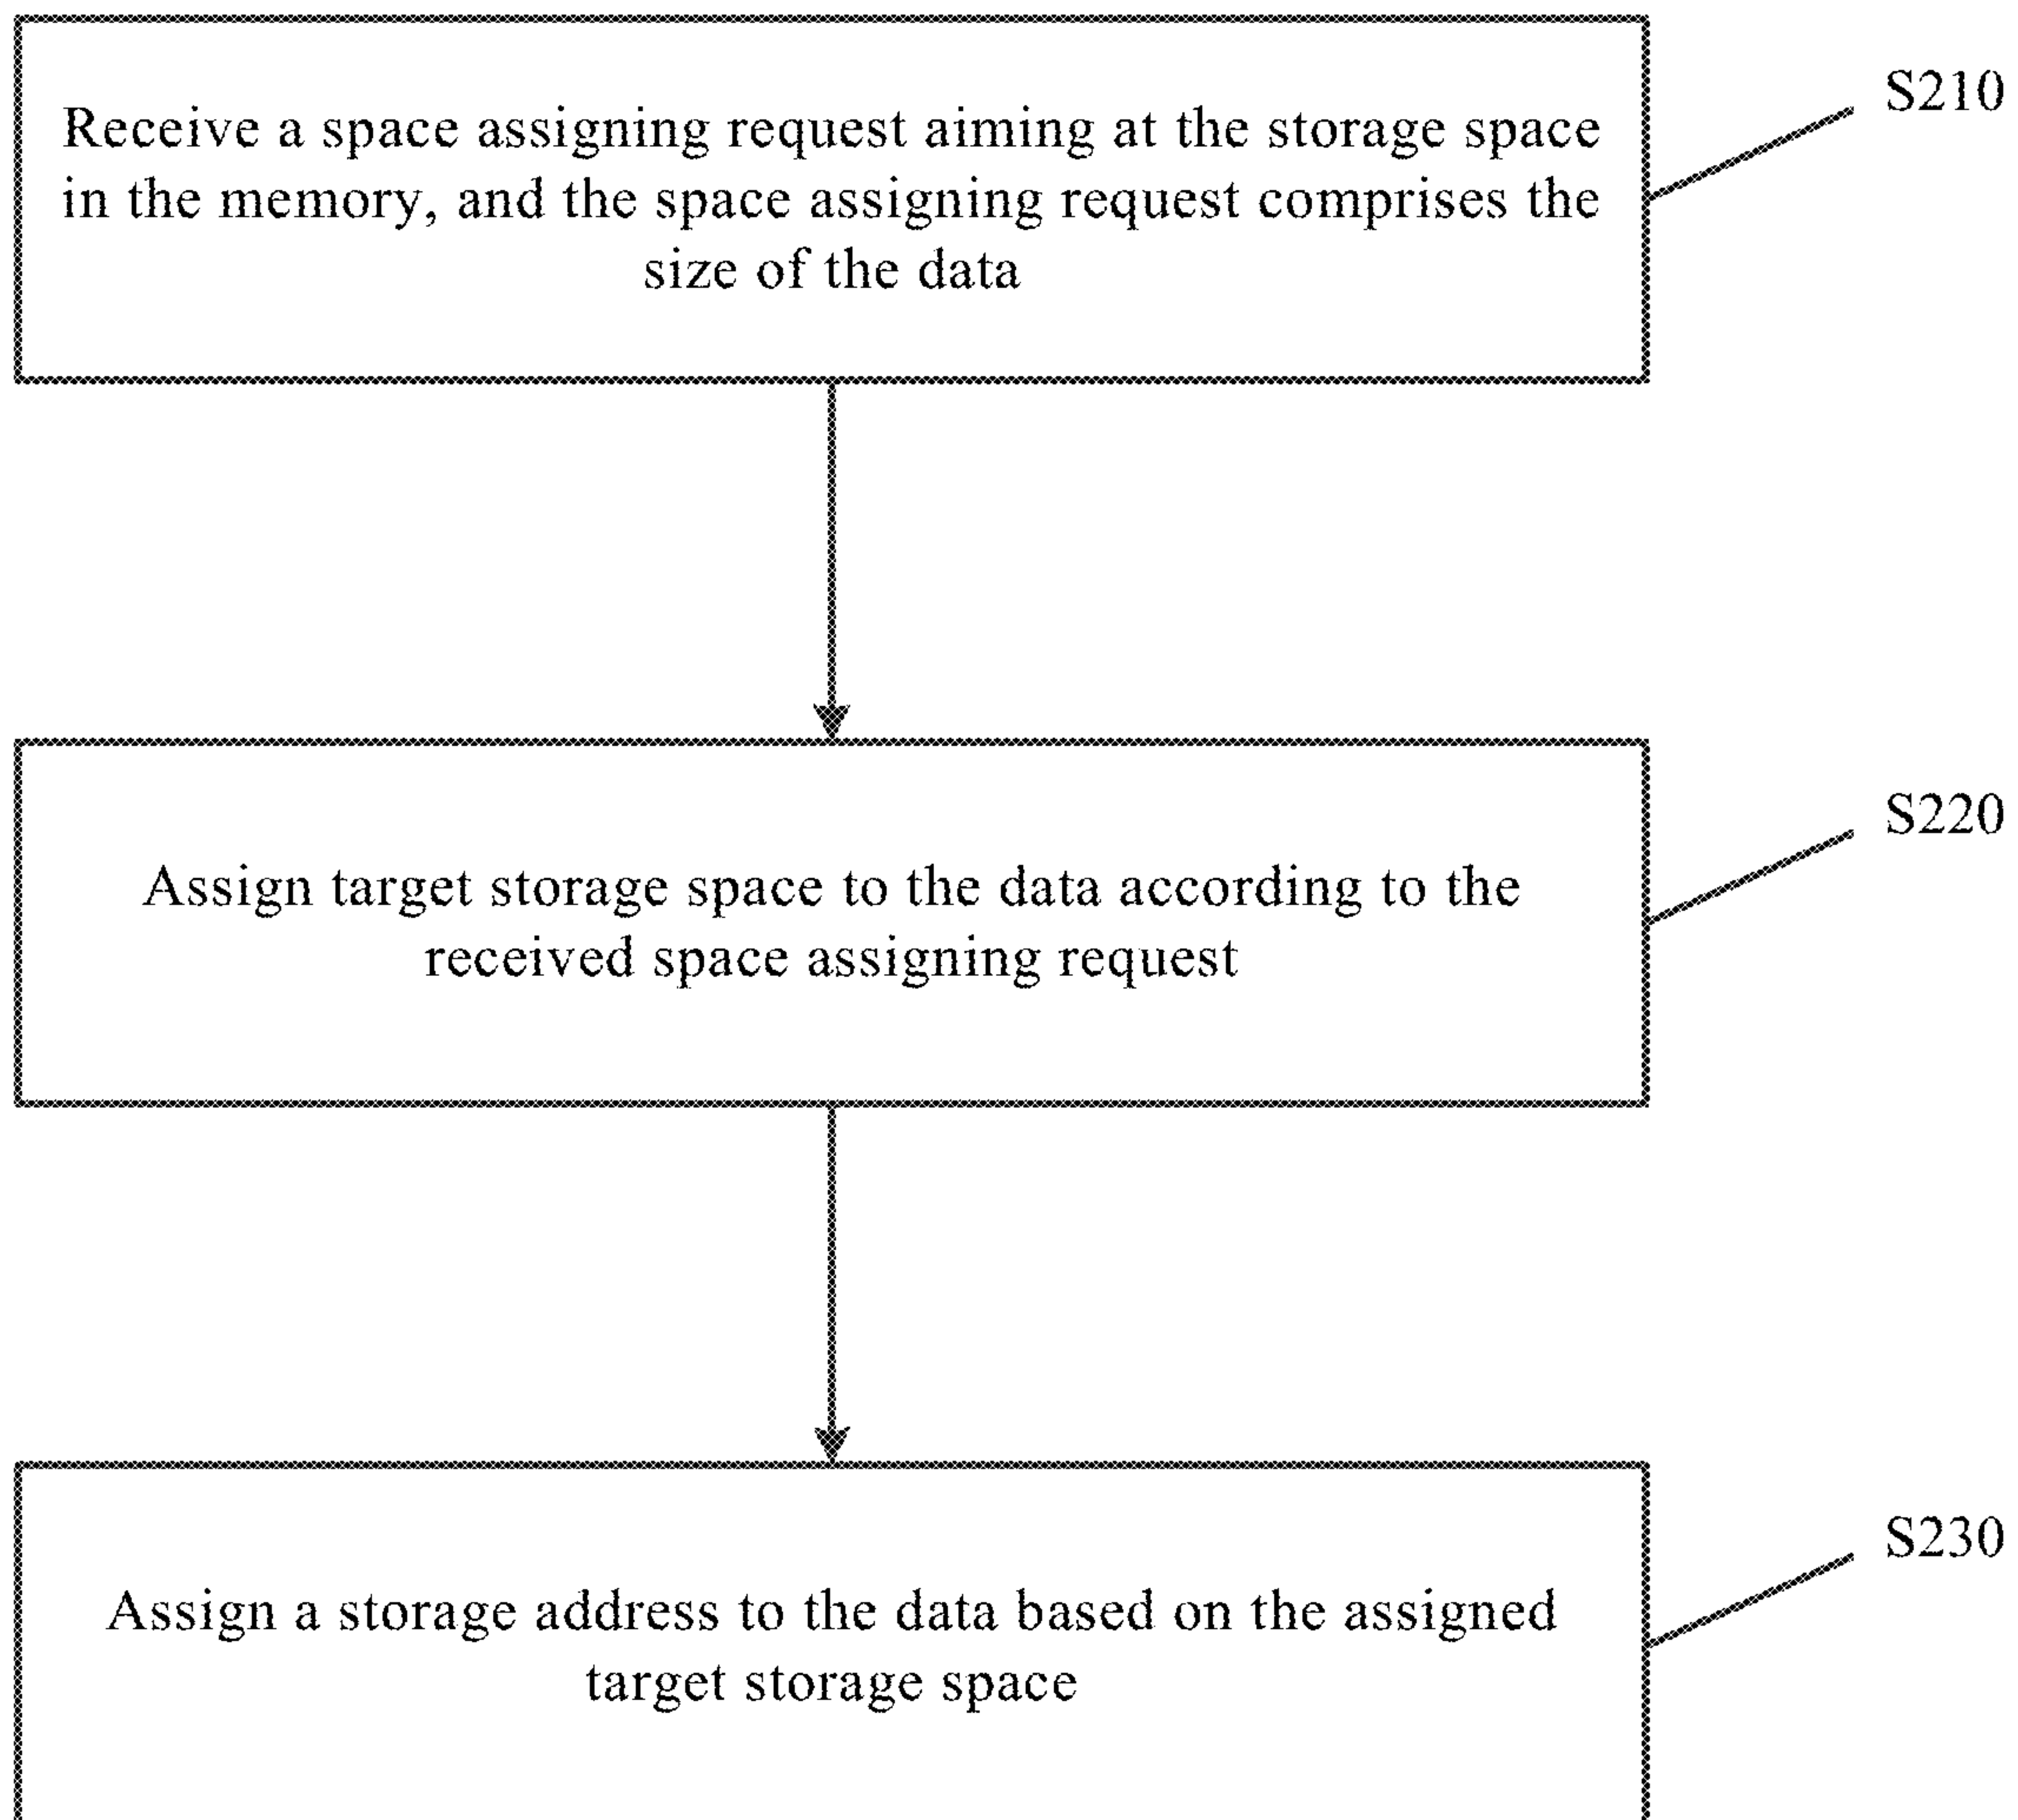 Receive a space assigning request aiming at the storage space
in the memory, and the space assigning request comprises the
size of the data
S210
Assign target storage space to the data according to the
received space assigning request
S220
Assign a storage address to the data based on the assigned
target storage space
S230